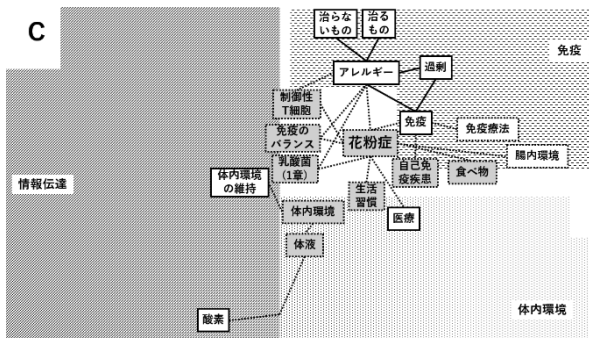 C
治らな
いもの
治る
もの
免疫
アレルギー
過剰
制御性
T細胞
免疫
免疫療法
免疫の
バランス
花粉症
腸内環境
乳酸菌
(1章)
自己免
疫疾患
食べ物
体内環境
の維持
情報伝達
生活
習慣
体内環境
医療
体液
体内環境
酸素